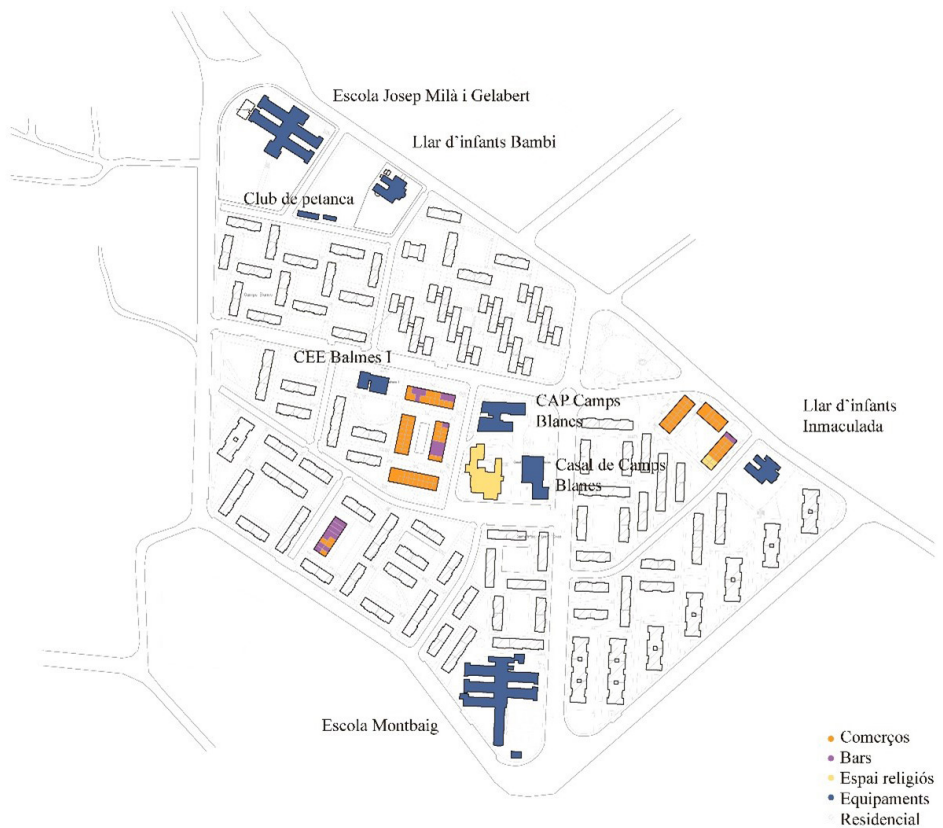 Escola Josep Milà i Gelabert
Llar d'infants Bambi
Club de petanca
CEE Balmes I
CAP Camps
Blancs
Llar d'infants
Inmaculada
Casal de Camps
Blanes
Escola Montbaig
Comerços
Bars
Espai religiós
Equipaments
Residencial